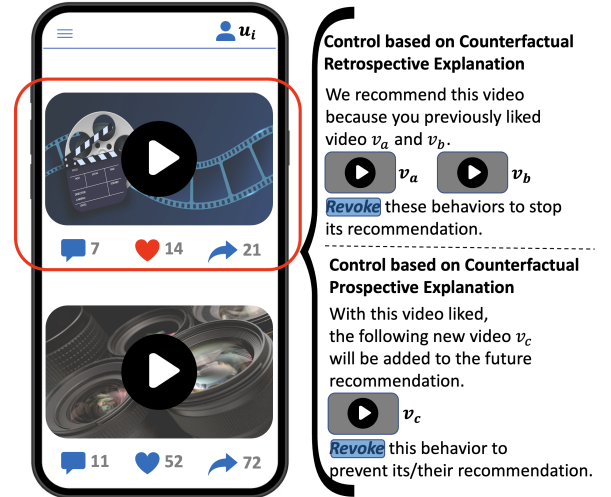 u_i
7 14 21
11 52 72
Control based on Counterfactual
Retrospective Explanation
We recommend this video
because you previously liked
video v_a and v_b.
v_a v_b
Revoke these behaviors to stop
its recommendation.
Control based on Counterfactual
Prospective Explanation
With this video liked,
the following new video v_c
will be added to the future
recommendation.
v_c
Revoke this behavior to
prevent its/their recommendation.